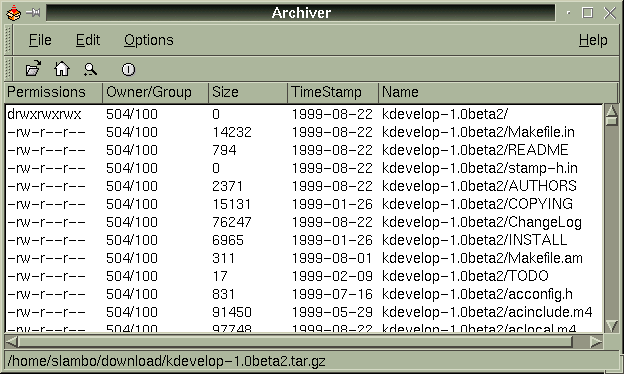 Archiver
File Edit Options Help
Permissions Owner/Group Size TimeStamp Name
drwxrwxrwx 504/100 0 1999-08-22 kdevelop-1.0beta2/
-rw-r--r-- 504/100 14232 1999-08-22 kdevelop-1.0beta2/Makefile.in
-rw-r--r-- 504/100 794 1999-08-22 kdevelop-1.0beta2/README
-rw-r--r-- 504/100 0 1999-08-22 kdevelop-1.0beta2/stamp-h.in
-rw-r--r-- 504/100 2371 1999-08-22 kdevelop-1.0beta2/AUTHORS
-rw-r--r-- 504/100 15131 1999-01-26 kdevelop-1.0beta2/COPYING
-rw-r--r-- 504/100 76247 1999-08-22 kdevelop-1.0beta2/ChangeLog
-rw-r--r-- 504/100 6965 1999-01-26 kdevelop-1.0beta2/INSTALL
-rw-r--r-- 504/100 311 1999-08-01 kdevelop-1.0beta2/Makefile.am
-rw-r--r-- 504/100 17 1999-02-09 kdevelop-1.0beta2/TODO
-rw-r--r-- 504/100 831 1999-07-16 kdevelop-1.0beta2/acconfig.h
-rw-r--r-- 504/100 91450 1999-05-29 kdevelop-1.0beta2/acinclude.m4
-rw-r--r-- 504/100 97748 1999-08-22 kdevelop-1.0beta2/aclocal.m4
/home/slambo/download/kdevelop-1.0beta2.tar.gz